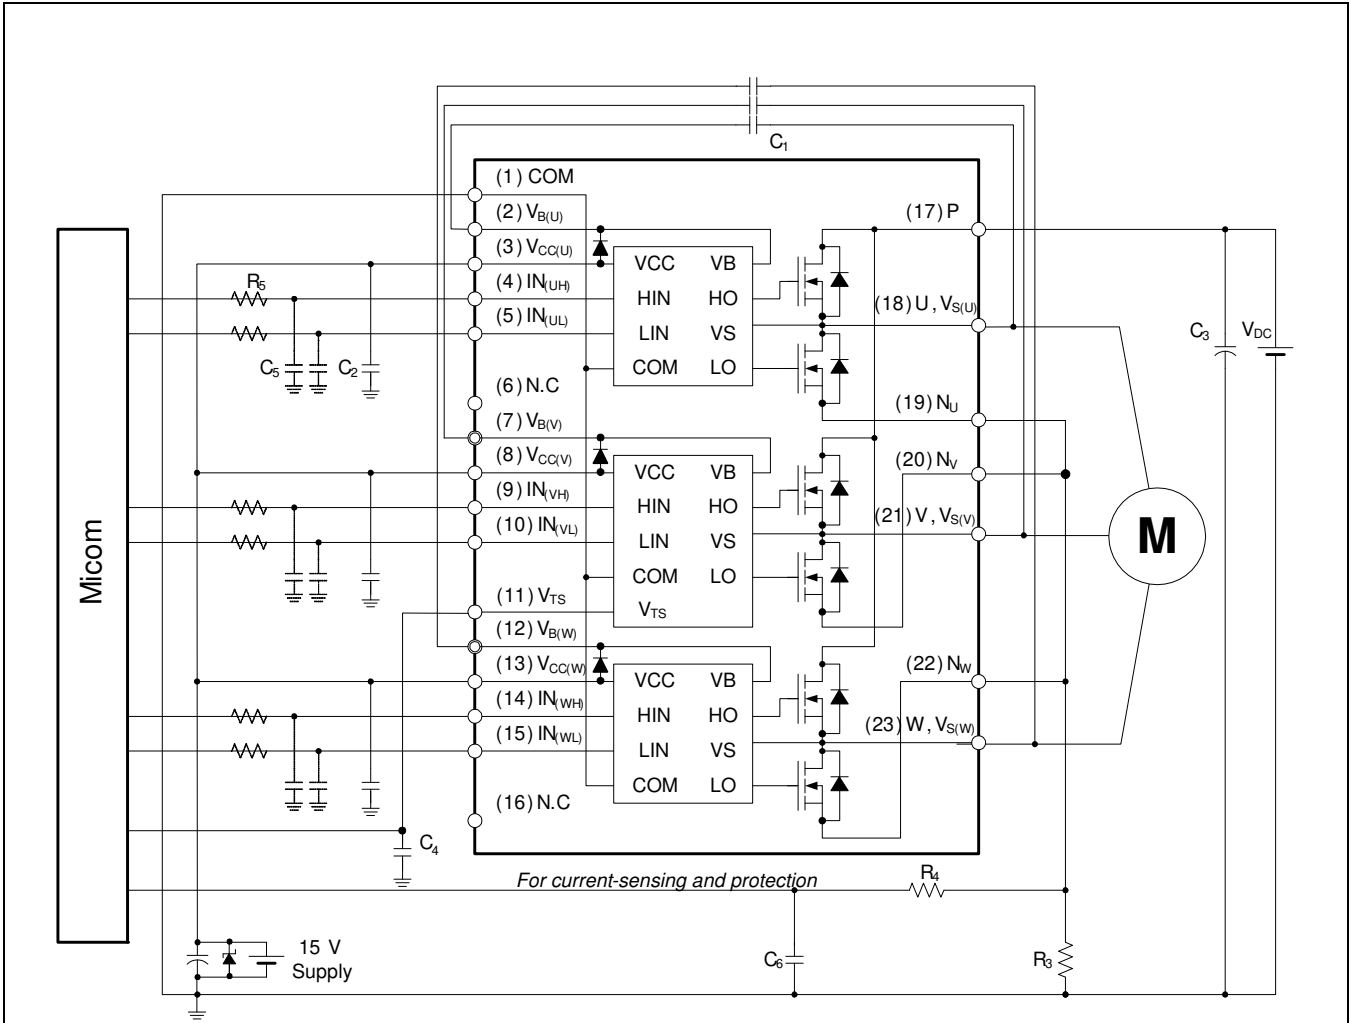 C1
(1) COM
(2) VB(U)
(3) VCC(U)
(4) IN(UH)
(5) IN(UL)
(6) N.C
(7) VB(V)
(8) VCC(V)
(9) IN(VH)
(10) IN(VL)
(11) VTS
(12) VB(W)
(13) VCC(W)
(14) IN(WH)
(15) IN(WL)
(16) N.C
VCC VB
HIN HO
LIN VS
COM LO
VCC VB
HIN HO
LIN VS
COM LO
VTS
VCC VB
HIN HO
LIN VS
COM LO
(17) P
(18) U, VS(U)
(19) NU
(20) NV
(21) V, VS(V)
(22) NW
(23) W, VS(W)
R5
C5
C2
C3
VDC
M
Micom
C4
For current-sensing and protection
R4
15 V
Supply
C6
R3